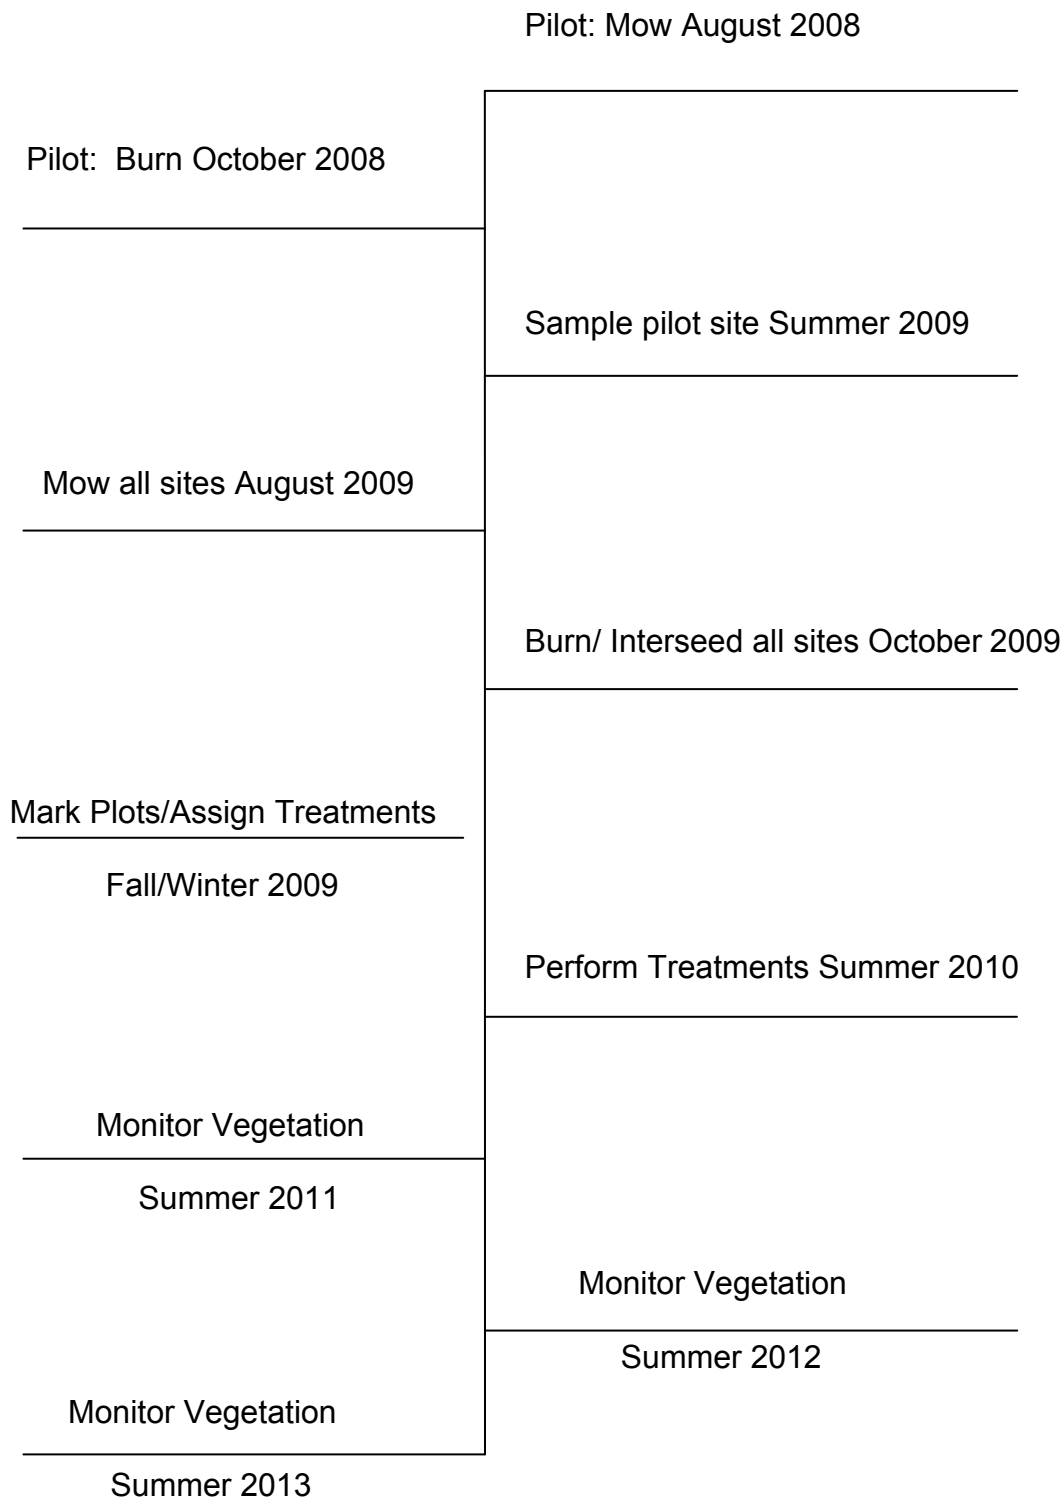 Pilot: Mow August 2008
Pilot:  Burn October 2008
Sample pilot site Summer 2009
Mow all sites August 2009
Burn/ Interseed all sites October 2009
Mark Plots/Assign Treatments
Fall/Winter 2009
Perform Treatments Summer 2010
Monitor Vegetation
Summer 2011
Monitor Vegetation
Summer 2012
Monitor Vegetation
Summer 2013